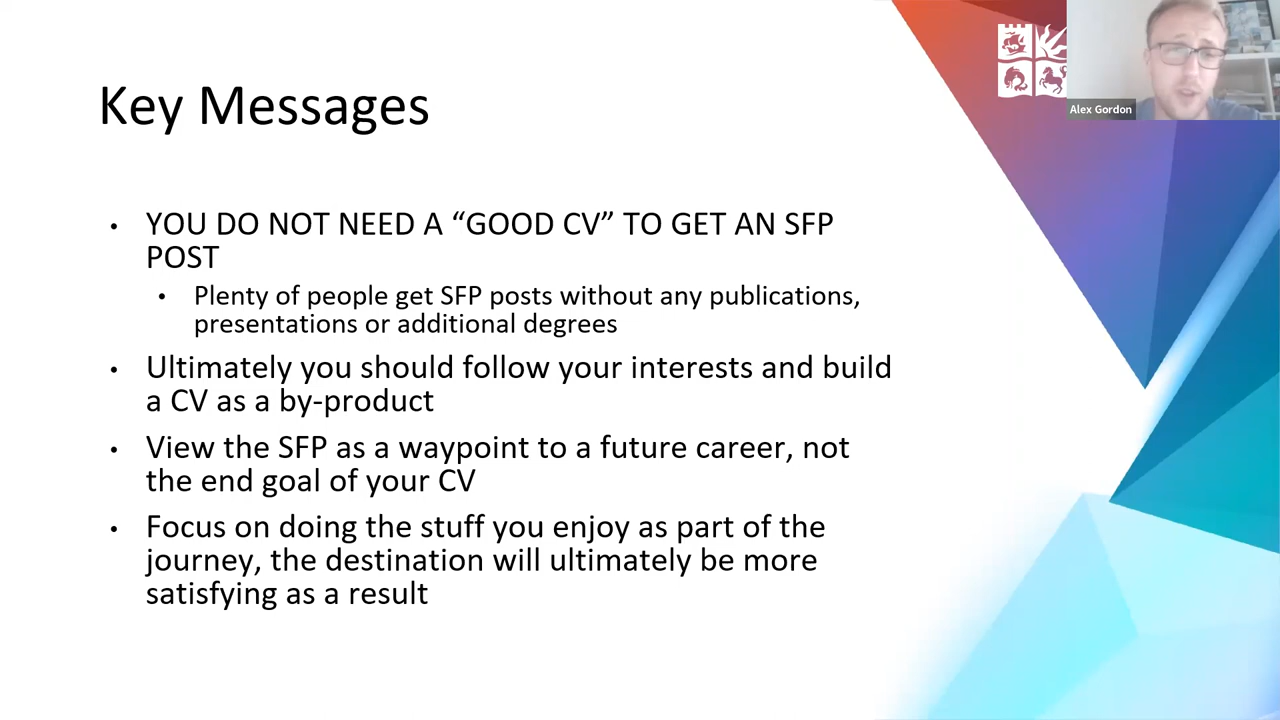 Key Messages
• YOU DO NOT NEED A “GOOD CV” TO GET AN SFP
POST
• Plenty of people get SFP posts without any publications,
presentations or additional degrees
• Ultimately you should follow your interests and build
a CV as a by-product
• View the SFP as a waypoint to a future career, not
the end goal of your CV
• Focus on doing the stuff you enjoy as part of the
journey, the destination will ultimately be more
satisfying as a result
Alex Gordon